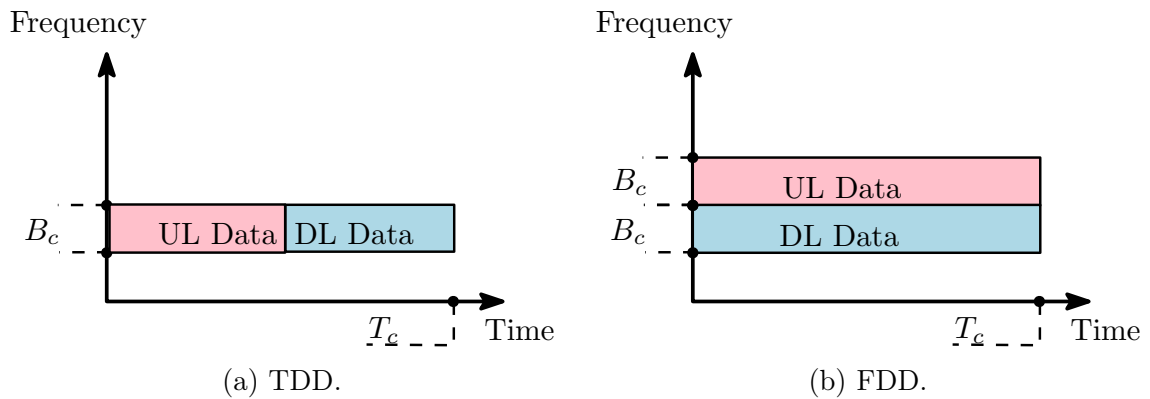 Frequency
B_c
UL Data
DL Data
T_c
Time
(a) TDD.
Frequency
B_c
B_c
UL Data
DL Data
T_c
Time
(b) FDD.